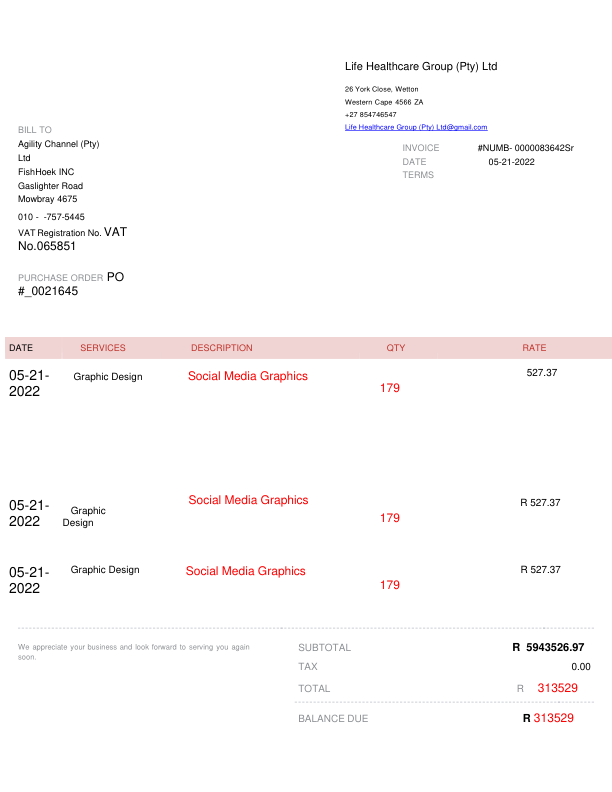 Life Healthcare Group (Pty) Ltd
26 York Close, Wetton
Western Cape 4566 ZA
+27 854746547
Life Healthcare Group (Pty) Ltd@gmail.com
BILL TO
Agility Channel (Pty)
Ltd
FishHoek INC
Gaslighter Road
Mowbray 4675
010 -  -757-5445
VAT Registration No. VAT
No.065851
INVOICE #NUMB- 0000083642Sr
DATE 05-21-2022
TERMS
PURCHASE ORDER PO
#_0021645
DATE SERVICES DESCRIPTION QTY RATE
05-21-
2022 Graphic Design Social Media Graphics 179 527.37
05-21-
2022 Graphic
Design Social Media Graphics 179 R 527.37
05-21-
2022 Graphic Design Social Media Graphics 179 R 527.37
We appreciate your business and look forward to serving you again
soon.
SUBTOTAL R 5943526.97
TAX 0.00
TOTAL R 313529
BALANCE DUE R 313529